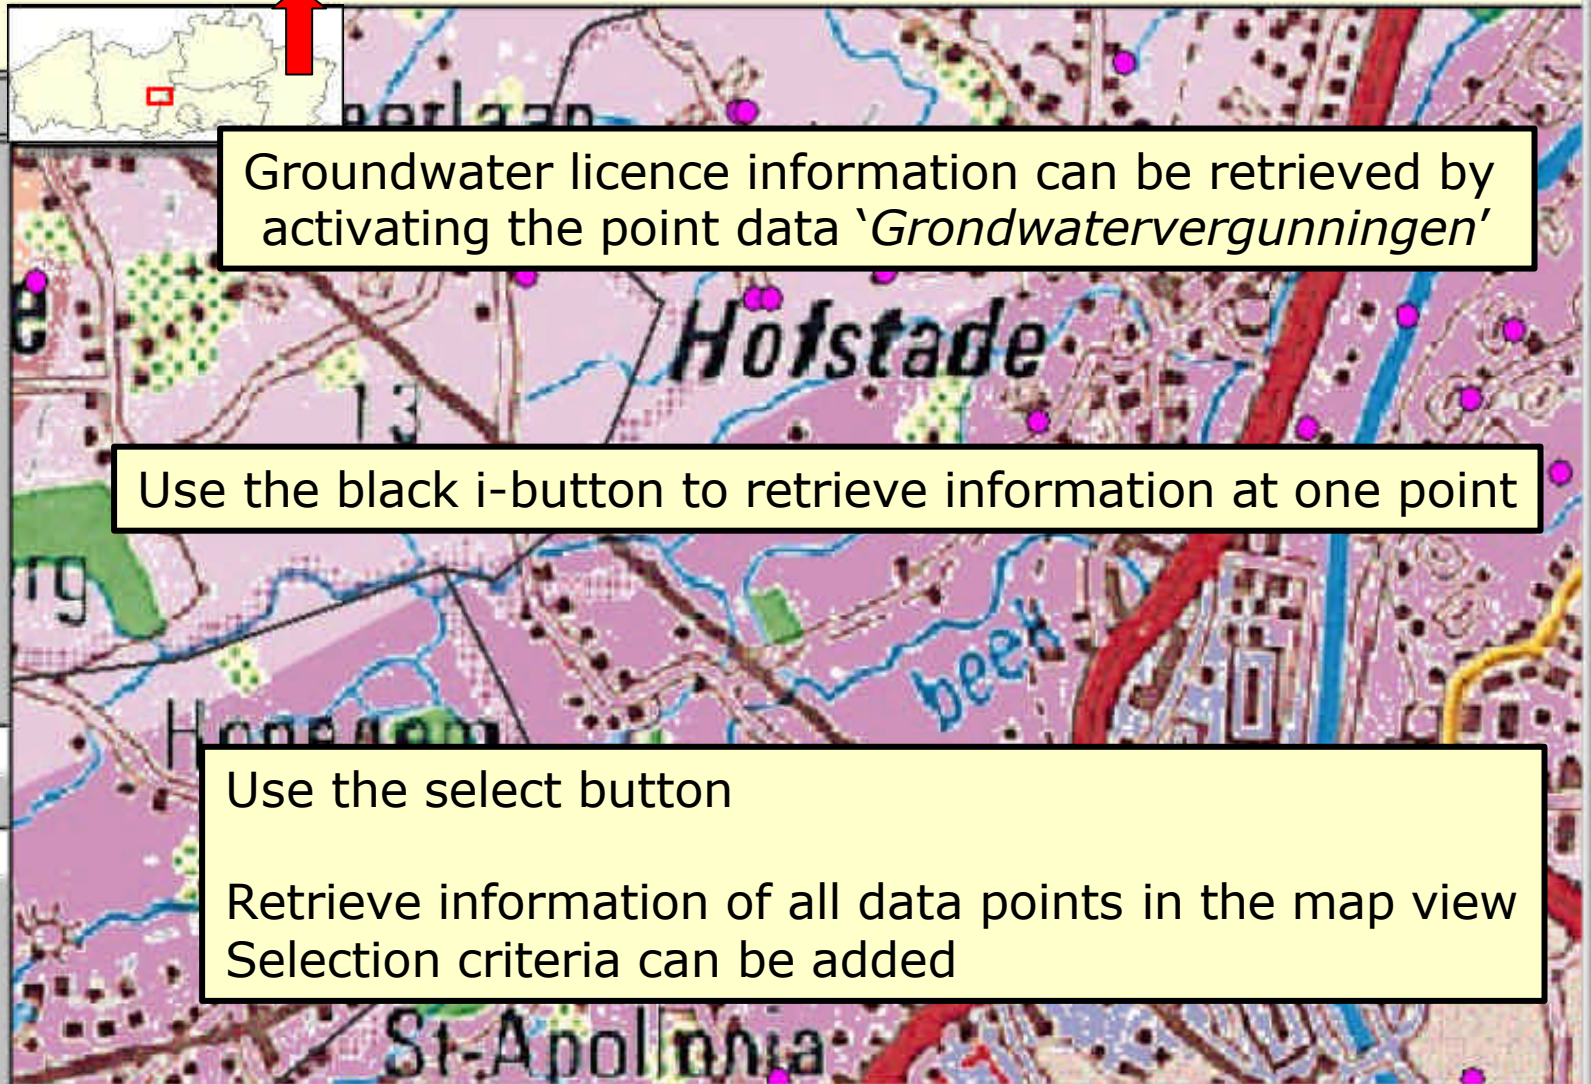 Groundwater licence information can be retrieved by
activating the point data ‘Grondwatervergunningen’
Hofstade
13
Use the black i-button to retrieve information at one point
beek
Use the select button
Retrieve information of all data points in the map view
Selection criteria can be added
St-Apollonia